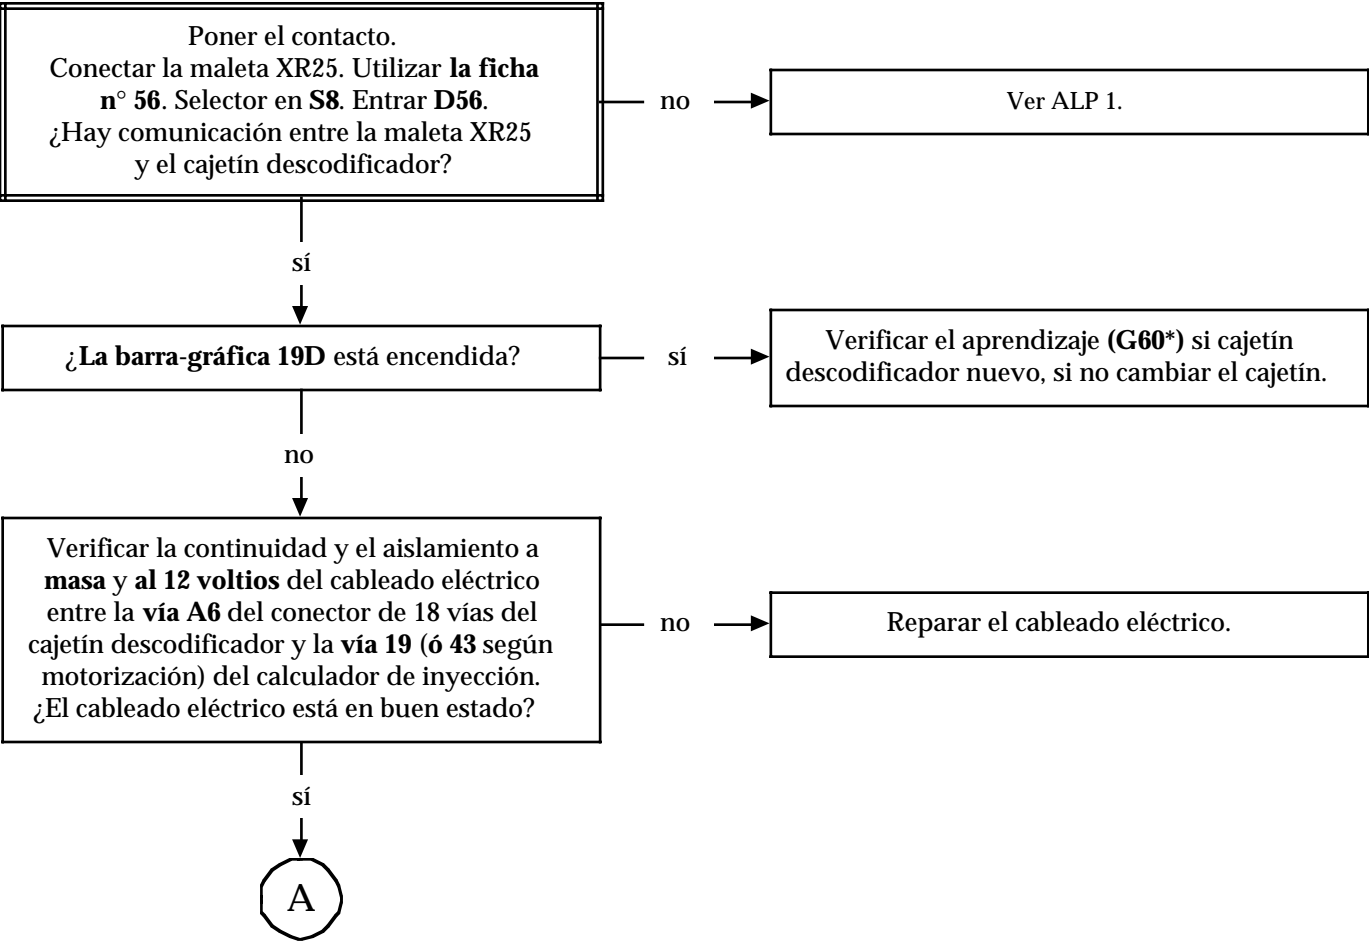 Poner el contacto.
Conectar la maleta XR25. Utilizar la ficha
n° 56. Selector en S8. Entrar D56.
¿Hay comunicación entre la maleta XR25
y el cajetín descodificador?
no
Ver ALP 1.
sí
¿La barra-gráfica 19D está encendida?
sí
Verificar el aprendizaje (G60*) si cajetín
descodificador nuevo, si no cambiar el cajetín.
no
Verificar la continuidad y el aislamiento a
masa y al 12 voltios del cableado eléctrico
entre la vía A6 del conector de 18 vías del
cajetín descodificador y la vía 19 (ó 43 según
motorización) del calculador de inyección.
¿El cableado eléctrico está en buen estado?
no
Reparar el cableado eléctrico.
sí
A